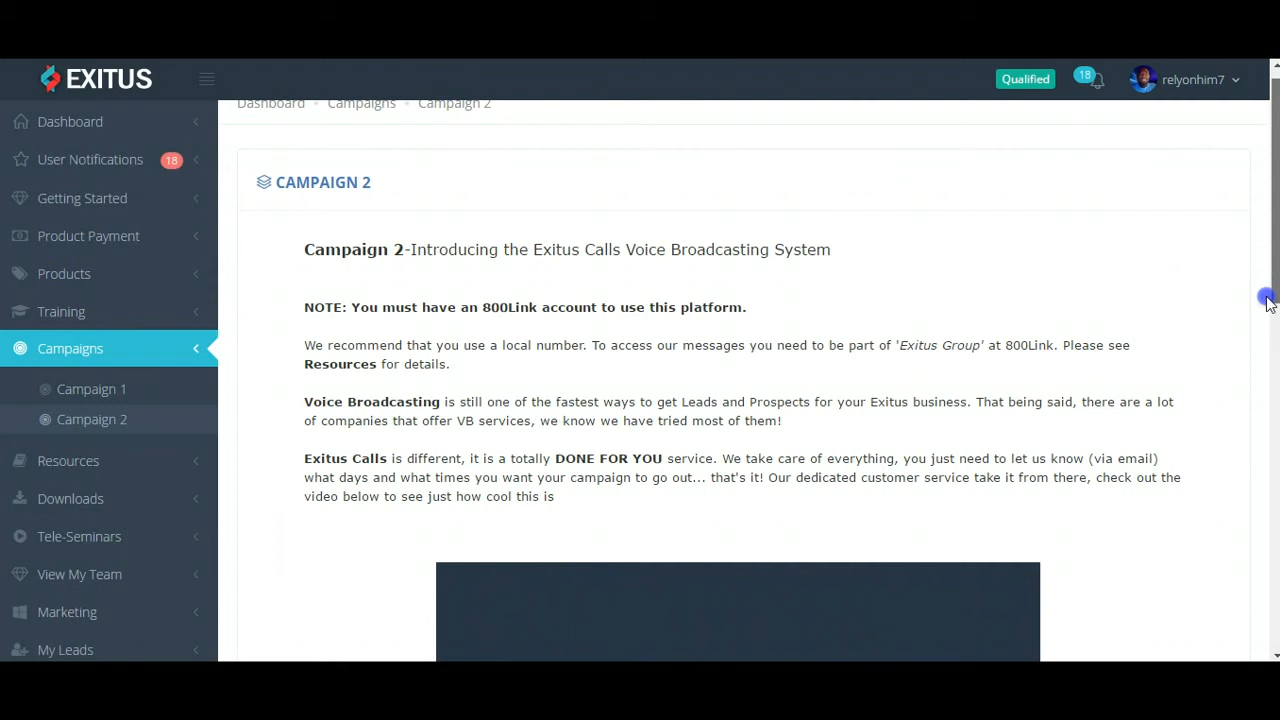 EXITUS
Qualified
18
relyonhim7
Dashboard
User Notifications 18
Getting Started
Product Payment
Products
Training
Campaigns
Campaign 1
Campaign 2
Resources
Downloads
Tele-Seminars
View My Team
Marketing
My Leads
Dashboard Campaigns Campaign 2
CAMPAIGN 2
Campaign 2-Introducing the Exitus Calls Voice Broadcasting System
NOTE: You must have an 800Link account to use this platform.
We recommend that you use a local number. To access our messages you need to be part of 'Exitus Group' at 800Link. Please see
Resources for details.
Voice Broadcasting is still one of the fastest ways to get Leads and Prospects for your Exitus business. That being said, there are a lot
of companies that offer VB services, we know we have tried most of them!
Exitus Calls is different, it is a totally DONE FOR YOU service. We take care of everything, you just need to let us know (via email)
what days and what times you want your campaign to go out... that's it! Our dedicated customer service take it from there, check out the
video below to see just how cool this is